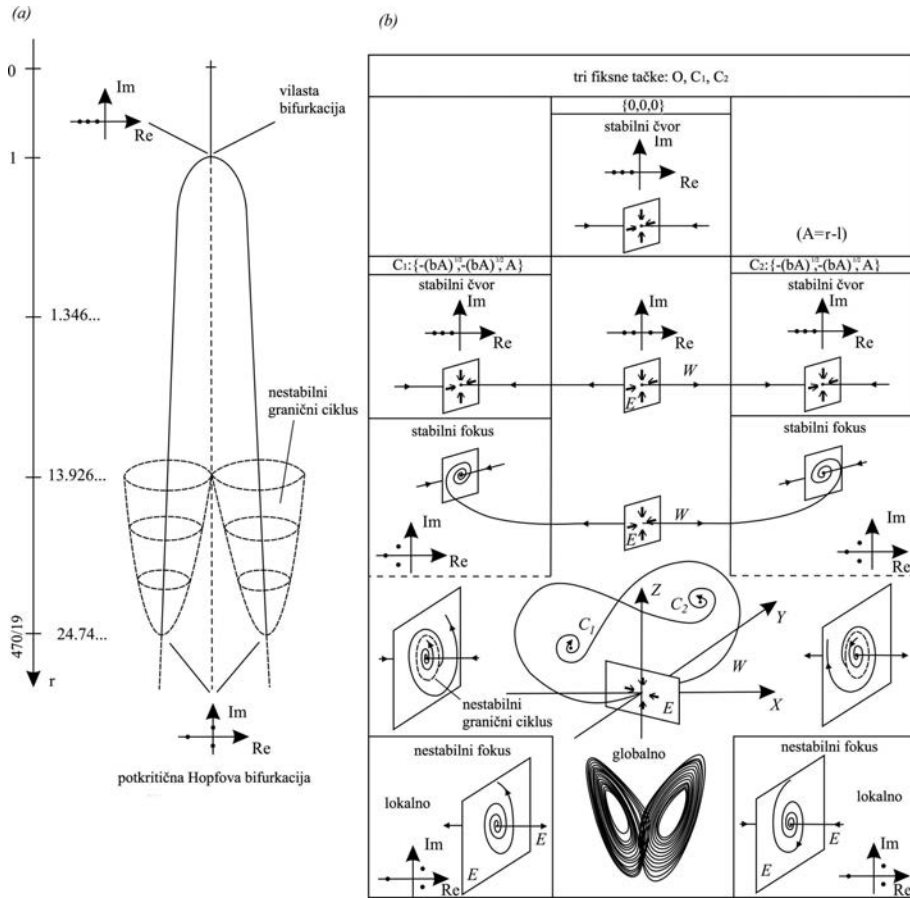 (a)
0
Im
Re
vilasta
bifurkacija
1
1.346...
nestabilni
granični ciklus
13.926...
24.74...
470/19
r
Im
Re
potkritična Hopfova bifurkacija
(b)
tri fiksne tačke: O, C₁, C₂
{0,0,0}
stabilni čvor
Im
Re
(A=r-l)
C₁:{-(bA)^1/2,-(bA)^1/2, A}
stabilni čvor
Im
Re
Im
Re
W
E
C₂:{-(bA)^1/2,-(bA)^1/2, A}
stabilni čvor
Im
Re
stabilni fokus
Im
Re
W
E
stabilni fokus
Im
Re
nestabilni
granični ciklus
C₁
C₂
Z
Y
W
X
E
nestabilni fokus
lokalno
Im
Re
E
E
globalno
nestabilni fokus
lokalno
E
E
Im
Re